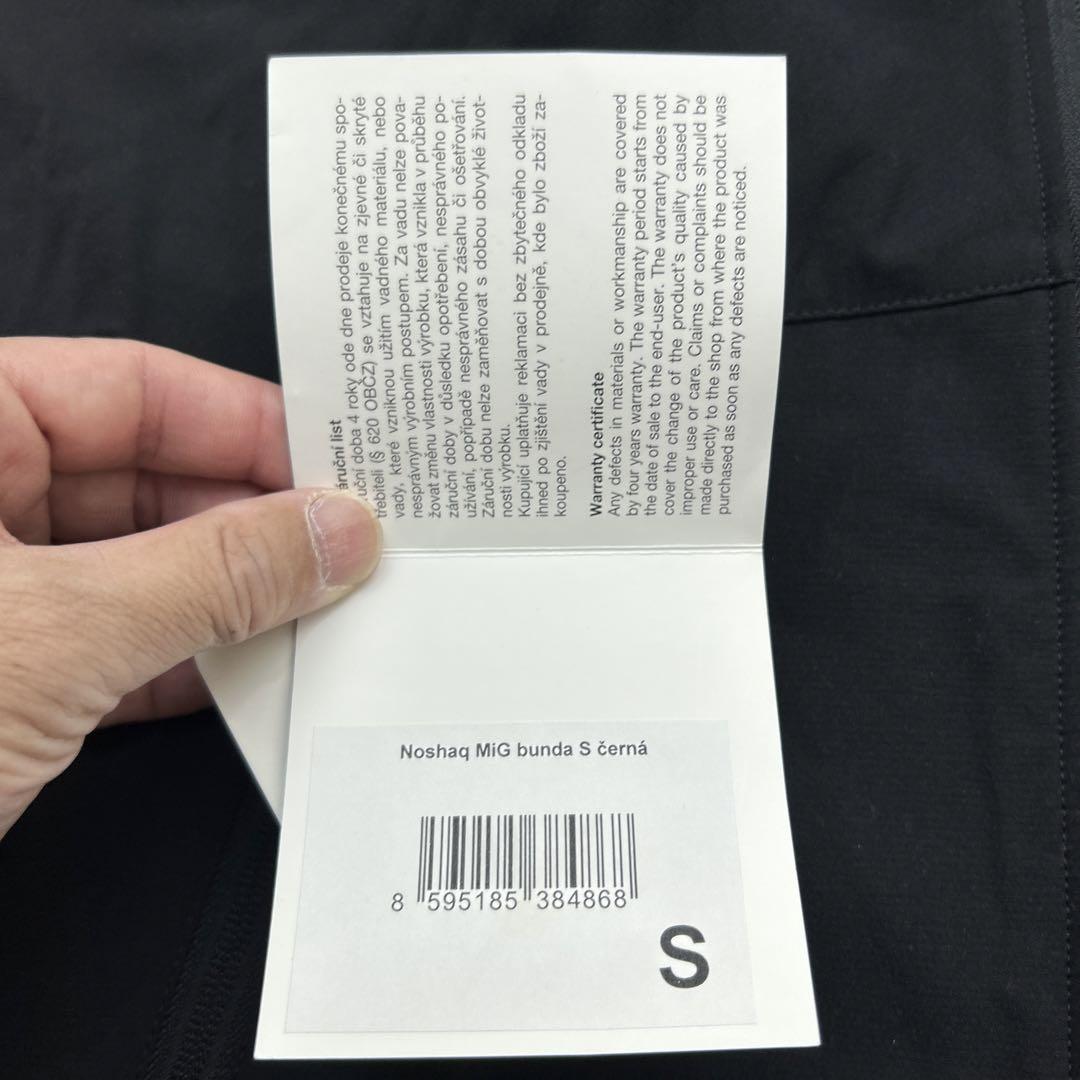 áruční list
uční doba 4 roky ode dne prodeje konečnému spo-
třebiteli (§ 620 OBČZ) se vztahuje na zjevné či skryté
vady, které vzniknou užitím vadného materiálu, nebo
nesprávným výrobním postupem. Za vadu nelze pova-
žovat změnu vlastnosti výrobku, která vznikla v průběhu
záruční doby v důsledku opotřebení, nesprávného po-
užívání, popřípadě nesprávného zásahu či ošetřování.
Záruční dobu nelze zaměňovat s dobou obvyklé život-
nosti výrobku.
Kupující uplatňuje reklamaci bez zbytečného odkladu
ihned po zjištění vady v prodejně, kde bylo zboží za-
koupeno.
Warranty certificate
Any defects in materials or workmanship are covered
by four years warranty. The warranty period starts from
the date of sale to the end-user. The warranty does not
cover the change of the product's quality caused by
improper use or care. Claims or complaints should be
made directly to the shop from where the product was
purchased as soon as any defects are noticed.
Noshaq MiG bunda S černá
8 595185 384868
S